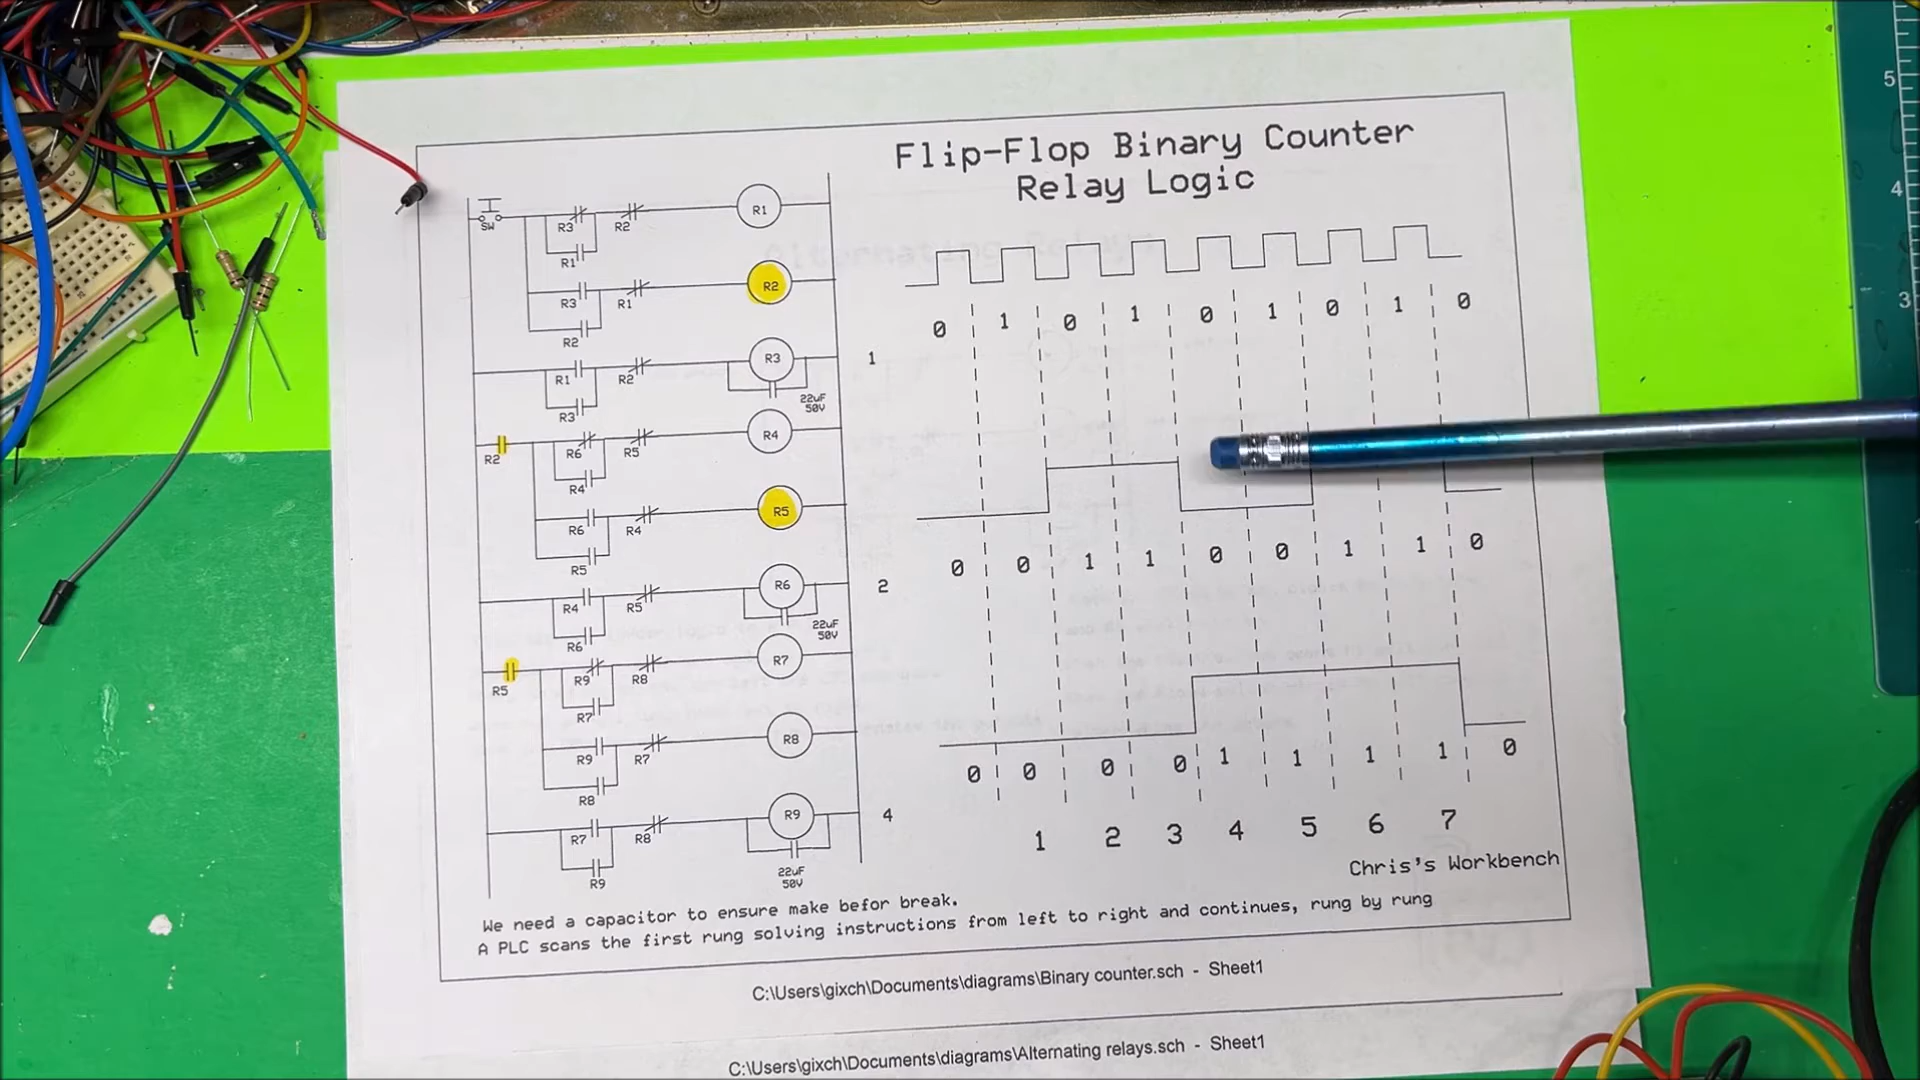 Flip-Flop Binary Counter
Relay Logic
SW
R3
R2
R1
R1
R3
R1
R2
R2
R3
1
R1
R2
R3
22uF
50V
R4
R2
R6
R5
R4
R5
R6
R4
R5
R6
2
R4
R5
R6
22uF
50V
R7
R5
R9
R8
R7
R8
R9
R7
R8
R9
4
R7
R8
R9
22uF
50V
0 1 0 1 0 1 0 1 0
0 0 1 1 0 0 1 1 0
0 0 0 0 1 1 1 1 0
1 2 3 4 5 6 7
Chris's Workbench
We need a capacitor to ensure make befor break.
A PLC scans the first rung solving instructions from left to right and continues, rung by rung
C:\Users\gixch\Documents\diagrams\Binary counter.sch - Sheet1
C:\Users\gixch\Documents\diagrams\Alternating relays.sch - Sheet1
5
4
3